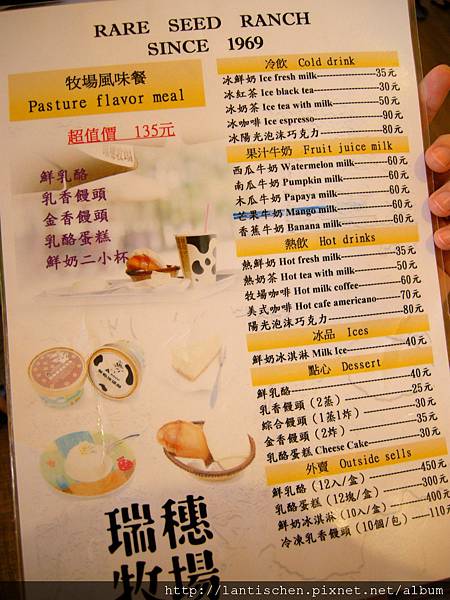 RARE SEED RANCH
SINCE 1969
牧場風味餐
Pasture flavor meal
超值價 135元
鮮乳酪
乳香饅頭
金香饅頭
乳酪蛋糕
鮮奶二小杯
冷飲 Cold drink
冰鮮奶 Ice fresh milk-----35元
冰紅茶 Ice black tea-----30元
冰奶茶 Ice tea with milk-----50元
冰咖啡 Ice espresso-----90元
冰陽光泡沫巧克力-----80元
果汁牛奶 Fruit juice milk
西瓜牛奶 Watermelon milk-----60元
南瓜牛奶 Pumpkin milk-----60元
木瓜牛奶 Papaya milk-----60元
芒果牛奶 Mango milk-----60元
香蕉牛奶 Banana milk-----60元
熱飲 Hot drinks
熱鮮奶 Hot fresh milk-----35元
熱奶茶 Hot tea with milk-----50元
牧場咖啡 Hot milk coffee-----60元
美式咖啡 Hot cafe americano-----70元
陽光泡沫巧克力-----80元
冰品 Ices
鮮奶冰淇淋 Milk Ice-----40元
點心 Dessert
鮮乳酪-----40元
乳香饅頭（2蒸）-----25元
綜合饅頭（1蒸1炸）-----30元
金香饅頭（2炸）-----35元
乳酪蛋糕 Cheese Cake-----30元
外賣 Outside sells
鮮乳酪（12入/盒）-----450元
乳酪蛋糕（12塊/盒）-----300元
鮮奶冰淇淋（10入/盒）-----400元
冷凍乳香饅頭（10個/包）-----110元
瑞穗
牧場
http://lantischen.pixnet.net/album